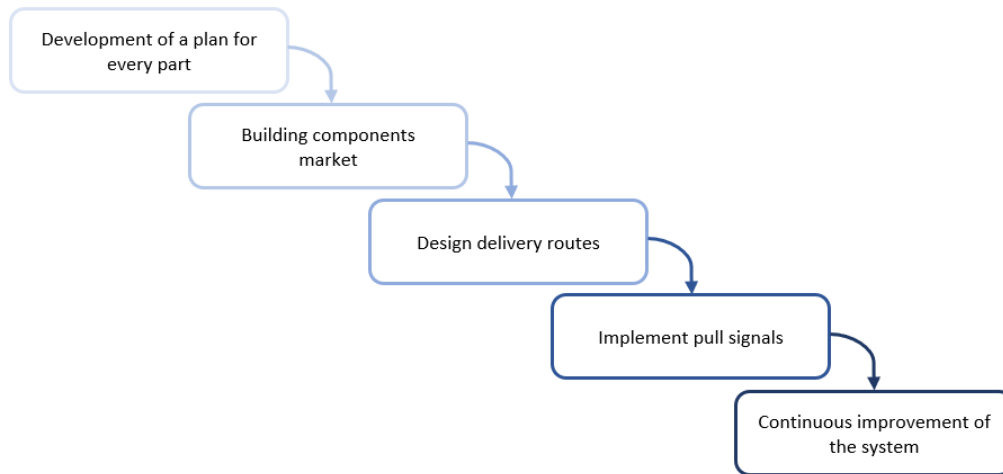 Development of a plan for
every part
Building components
market
Design delivery routes
Implement pull signals
Continuous improvement of
the system